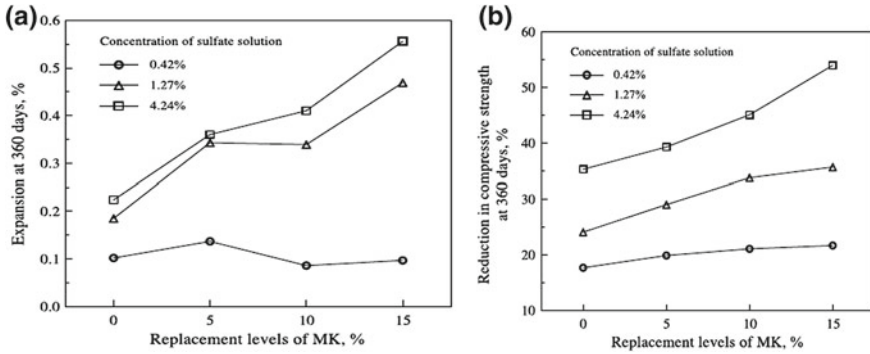 (a)
Concentration of sulfate solution
0.42%
1.27%
4.24%
Expansion at 360 days, %
0.6
0.5
0.4
0.3
0.2
0.1
0.0
0 5 10 15
Replacement levels of MK, %
(b)
Concentration of sulfate solution
0.42%
1.27%
4.24%
Reduction in compressive strength
at 360 days, %
60
50
40
30
20
10
0 5 10 15
Replacement levels of MK, %